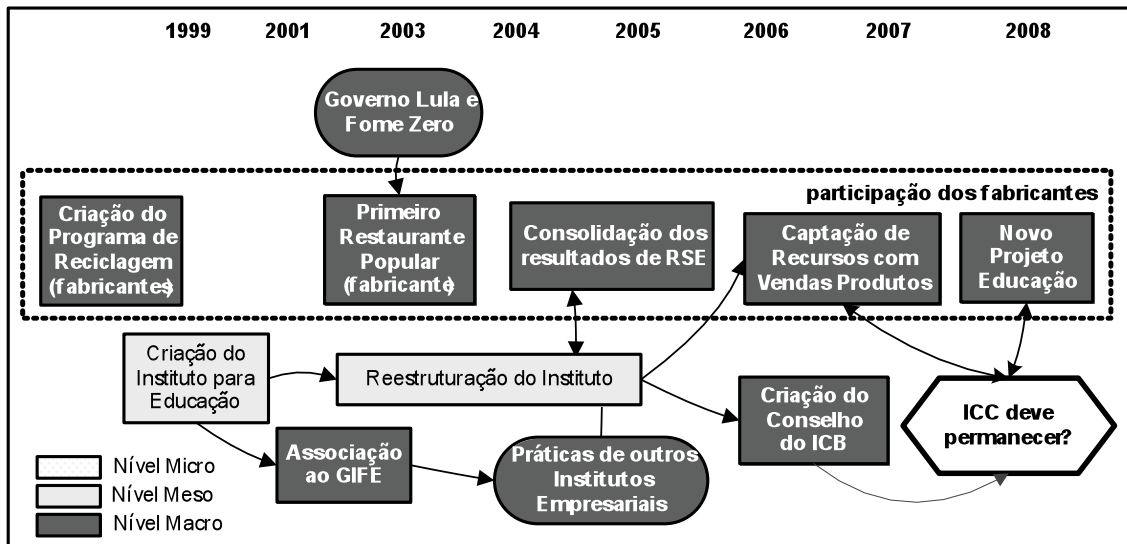 1999 2001 2003 2004 2005 2006 2007 2008
Governo Lula e
Fome Zero
participação dos fabricantes
Criação do
Programa de
Reciclagem
(fabricantes)
Primeiro
Restaurante
Popular
(fabricante)
Consolidação dos
resultados de RSE
Captação de
Recursos com
Vendas Produtos
Novo
Projeto
Educação
Criação do
Instituto para
Educação
Reestruturação do Instituto
Criação do
Conselho
do ICB
ICC deve
permanecer?
Associação
ao GIFE
Práticas de outros
Institutos
Empresariais
Nível Micro
Nível Meso
Nível Macro